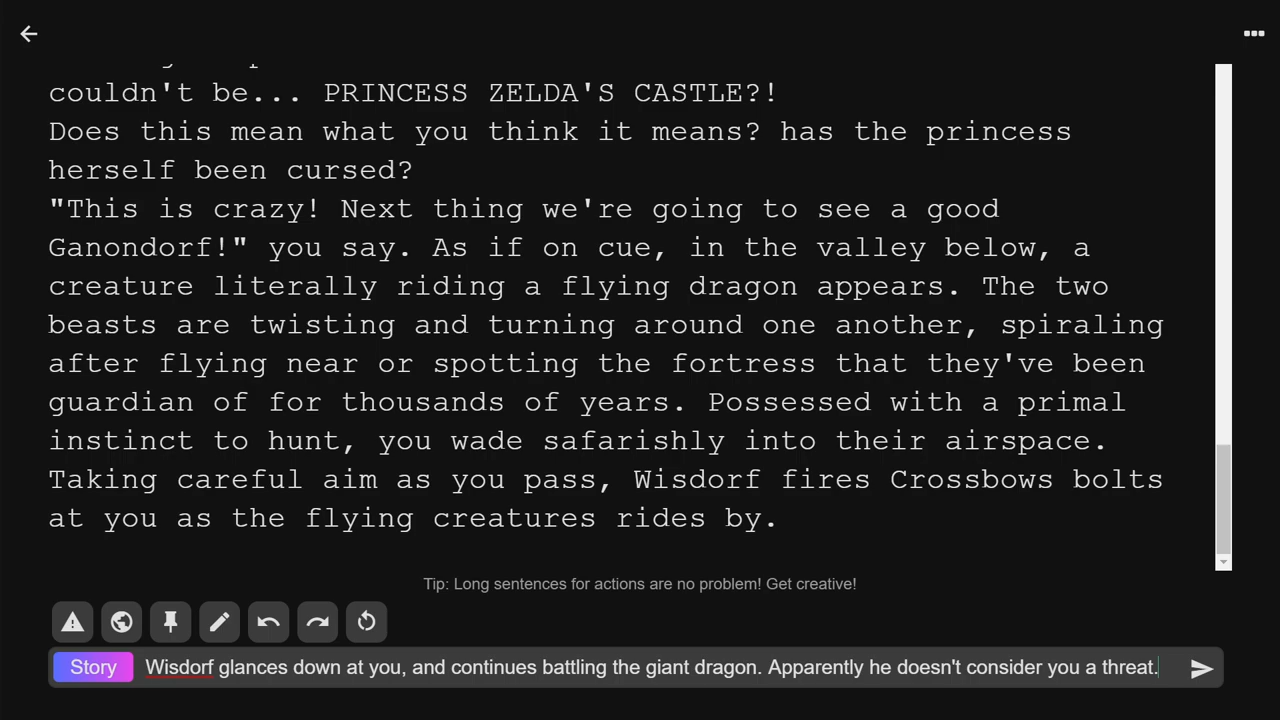 couldn't be... PRINCESS ZELDA'S CASTLE?!
Does this mean what you think it means? has the princess
herself been cursed?
"This is crazy! Next thing we're going to see a good
Ganondorf!" you say. As if on cue, in the valley below, a
creature literally riding a flying dragon appears. The two
beasts are twisting and turning around one another, spiraling
after flying near or spotting the fortress that they've been
guardian of for thousands of years. Possessed with a primal
instinct to hunt, you wade safarishly into their airspace.
Taking careful aim as you pass, Wisdorf fires Crossbows bolts
at you as the flying creatures rides by.
Tip: Long sentences for actions are no problem! Get creative!
Story Wisdorf glances down at you, and continues battling the giant dragon. Apparently he doesn't consider you a threat.